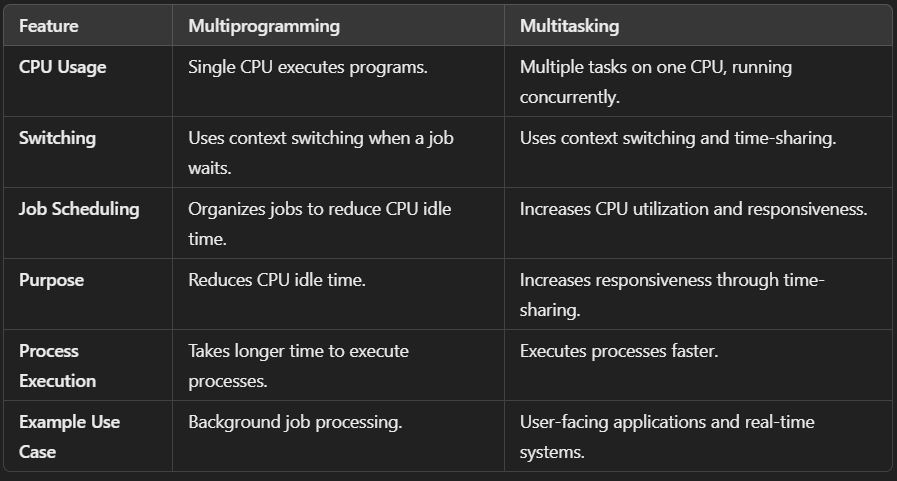 Feature Multiprogramming Multitasking
CPU Usage Single CPU executes programs. Multiple tasks on one CPU, running
concurrently.
Switching Uses context switching when a job Uses context switching and time-sharing.
waits.
Job Scheduling Organizes jobs to reduce CPU idle Increases CPU utilization and responsiveness.
time.
Purpose Reduces CPU idle time. Increases responsiveness through time-
sharing.
Process Takes longer time to execute Executes processes faster.
Execution processes.
Example Use Background job processing. User-facing applications and real-time
Case systems.